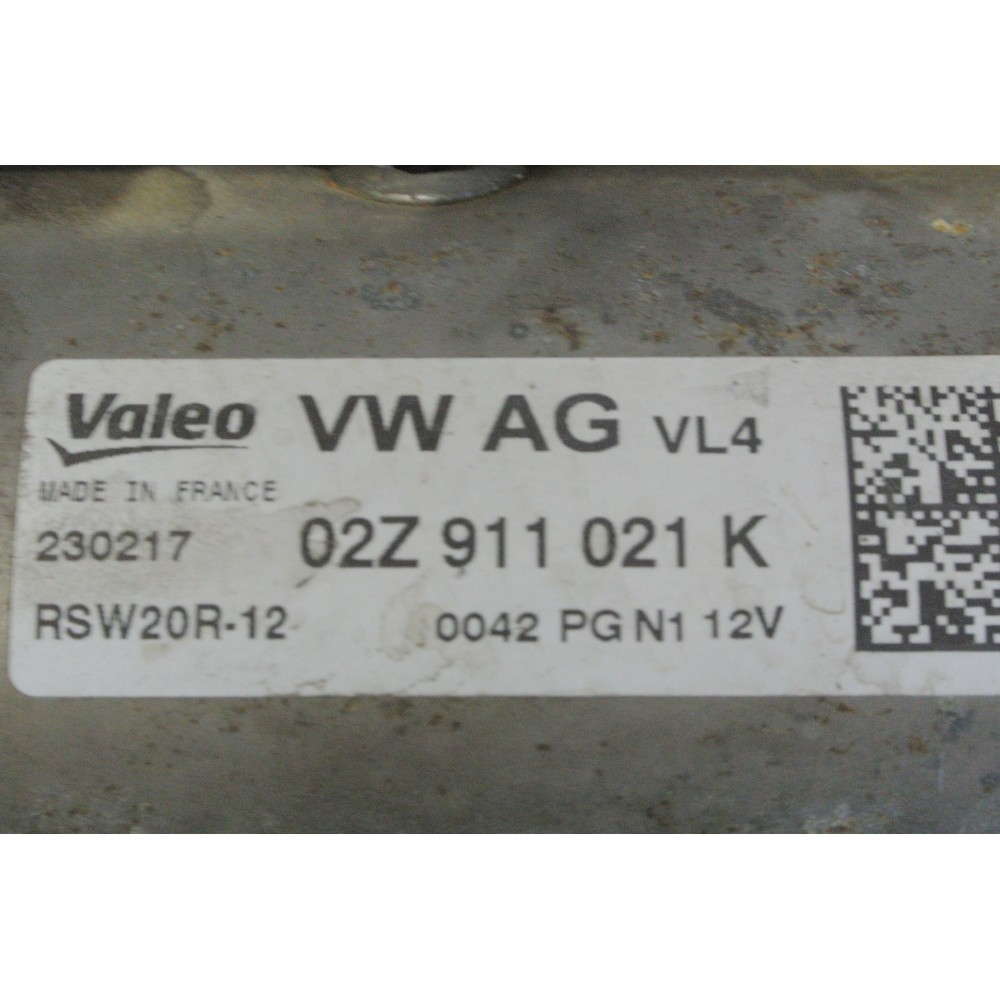 Valeo VW AG VL4
MADE IN FRANCE
230217 02Z 911 021 K
RSW20R-12 0042 PG N1 12V